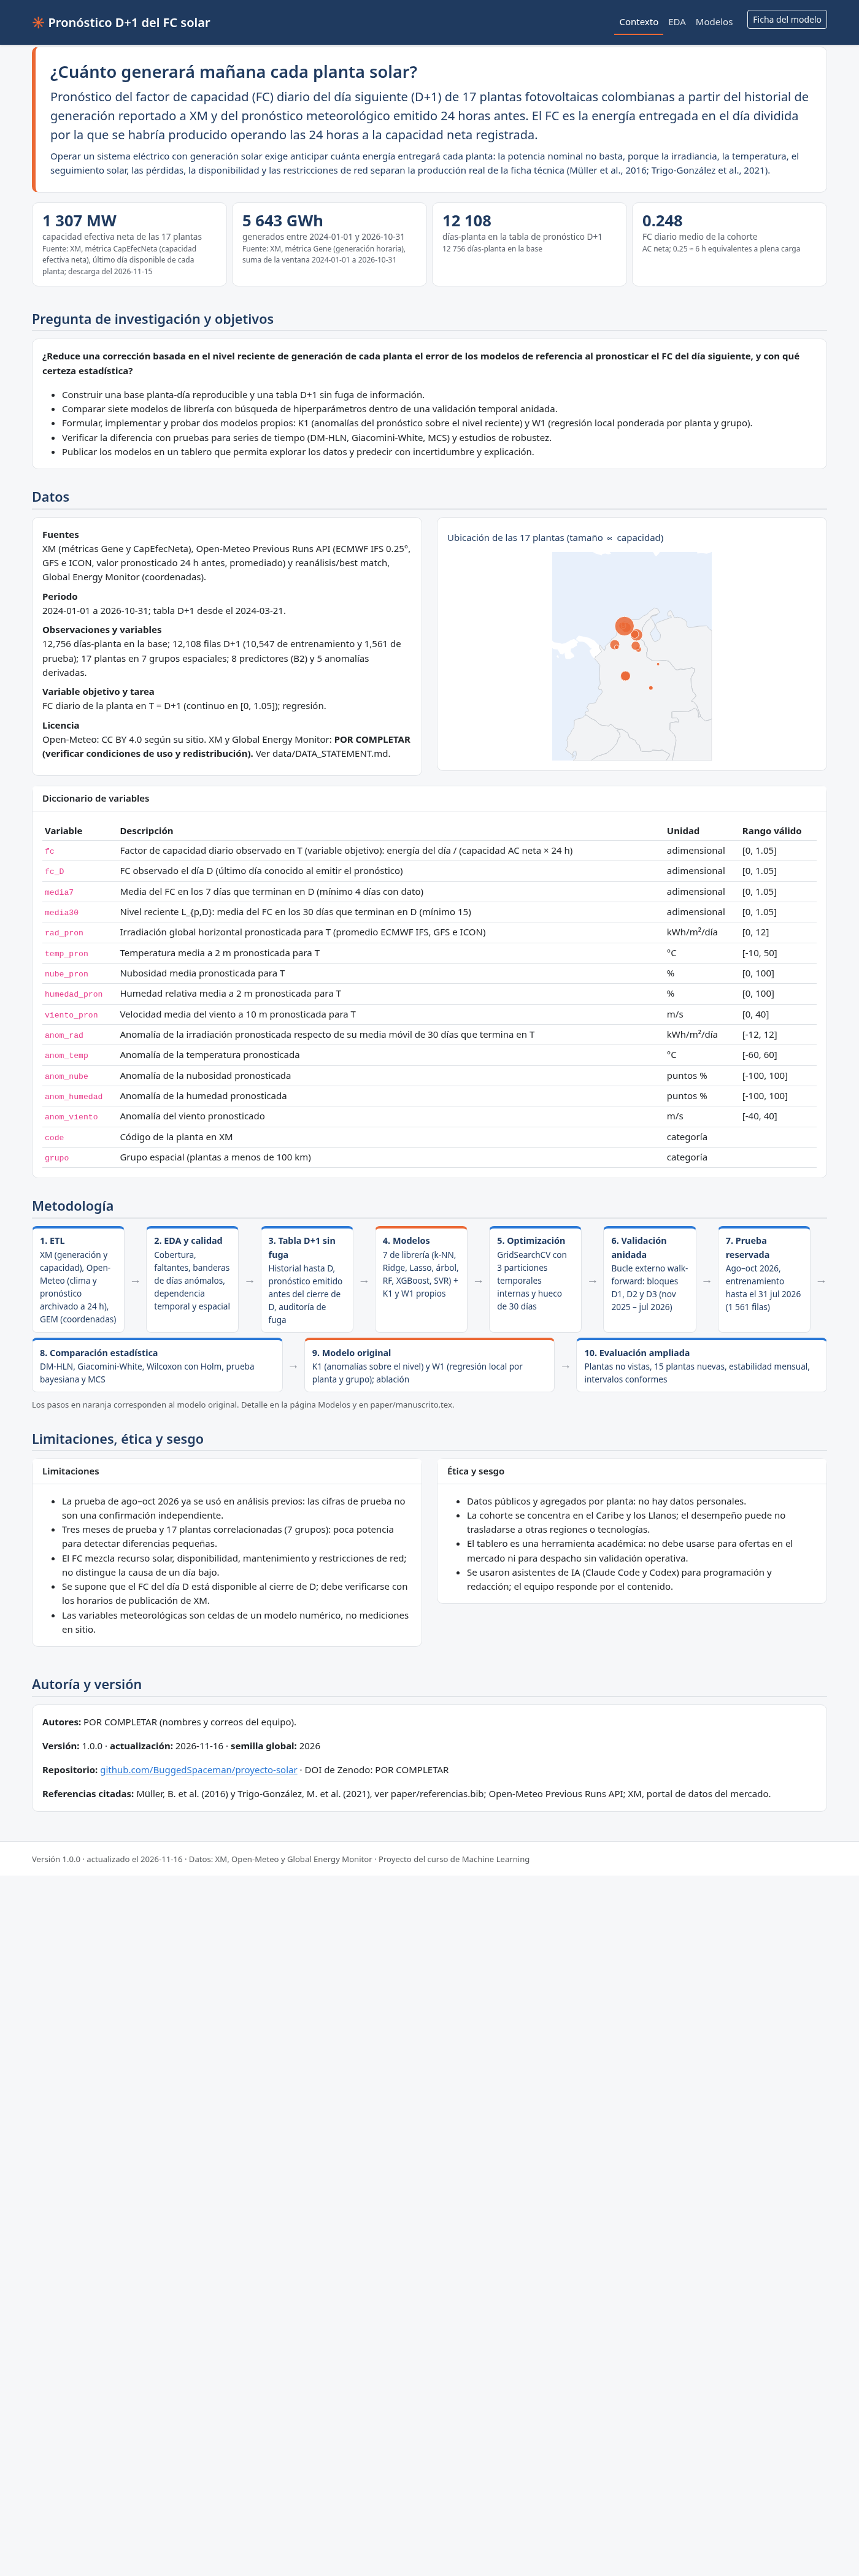 Pronóstico D+1 del FC solar
Contexto
EDA
Modelos
Ficha del modelo
¿Cuánto generará mañana cada planta solar?
Pronóstico del factor de capacidad (FC) diario del día siguiente (D+1) de 17 plantas fotovoltaicas colombianas a partir del historial de
generación reportado a XM y del pronóstico meteorológico emitido 24 horas antes. El FC es la energía entregada en el día dividida
por la que se habría producido operando las 24 horas a la capacidad neta registrada.
Operar un sistema eléctrico con generación solar exige anticipar cuánta energía entregará cada planta: la potencia nominal no basta, porque la irradiancia, la temperatura, el
seguimiento solar, las pérdidas, la disponibilidad y las restricciones de red separan la producción real de la ficha técnica (Müller et al., 2016; Trigo-González et al., 2021).
1 307 MW
capacidad efectiva neta de las 17 plantas
Fuente: XM, métrica CapEfecNeta (capacidad
efectiva neta), último día disponible de cada
planta; descarga del 2026-11-15
5 643 GWh
generados entre 2024-01-01 y 2026-10-31
Fuente: XM, métrica Gene (generación horaria),
suma de la ventana 2024-01-01 a 2026-10-31
12 108
días-planta en la tabla de pronóstico D+1
12 756 días-planta en la base
0.248
FC diario medio de la cohorte
AC neta; 0.25 ≈ 6 h equivalentes a plena carga
Pregunta de investigación y objetivos
¿Reduce una corrección basada en el nivel reciente de generación de cada planta el error de los modelos de referencia al pronosticar el FC del día siguiente, y con qué
certeza estadística?
• Construir una base planta-día reproducible y una tabla D+1 sin fuga de información.
• Comparar siete modelos de librería con búsqueda de hiperparámetros dentro de una validación temporal anidada.
• Formular, implementar y probar dos modelos propios: K1 (anomalías del pronóstico sobre el nivel reciente) y W1 (regresión local ponderada por planta y grupo).
• Verificar la diferencia con pruebas para series de tiempo (DM-HLN, Giacomini-White, MCS) y estudios de robustez.
• Publicar los modelos en un tablero que permita explorar los datos y predecir con incertidumbre y explicación.
Datos
Fuentes
XM (métricas Gene y CapEfecNeta), Open-Meteo Previous Runs API (ECMWF IFS 0.25°,
GFS e ICON, valor pronosticado 24 h antes, promediado) y reanálisis/best match,
Global Energy Monitor (coordenadas).
Periodo
2024-01-01 a 2026-10-31; tabla D+1 desde el 2024-03-21.
Observaciones y variables
12,756 días-planta en la base; 12,108 filas D+1 (10,547 de entrenamiento y 1,561 de
prueba); 17 plantas en 7 grupos espaciales; 8 predictores (B2) y 5 anomalías
derivadas.
Variable objetivo y tarea
FC diario de la planta en T = D+1 (continuo en [0, 1.05]); regresión.
Licencia
Open-Meteo: CC BY 4.0 según su sitio. XM y Global Energy Monitor: POR COMPLETAR
(verificar condiciones de uso y redistribución). Ver data/DATA_STATEMENT.md.
Ubicación de las 17 plantas (tamaño ∝ capacidad)
Diccionario de variables
Variable Descripción Unidad Rango válido
fc Factor de capacidad diario observado en T (variable objetivo): energía del día / (capacidad AC neta × 24 h) adimensional [0, 1.05]
fc_D FC observado el día D (último día conocido al emitir el pronóstico) adimensional [0, 1.05]
media7 Media del FC en los 7 días que terminan en D (mínimo 4 días con dato) adimensional [0, 1.05]
media30 Nivel reciente L_{p,D}: media del FC en los 30 días que terminan en D (mínimo 15) adimensional [0, 1.05]
rad_pron Irradiación global horizontal pronosticada para T (promedio ECMWF IFS, GFS e ICON) kWh/m²/día [0, 12]
temp_pron Temperatura media a 2 m pronosticada para T °C [-10, 50]
nube_pron Nubosidad media pronosticada para T % [0, 100]
humedad_pron Humedad relativa media a 2 m pronosticada para T % [0, 100]
viento_pron Velocidad media del viento a 10 m pronosticada para T m/s [0, 40]
anom_rad Anomalía de la irradiación pronosticada respecto de su media móvil de 30 días que termina en T kWh/m²/día [-12, 12]
anom_temp Anomalía de la temperatura pronosticada °C [-60, 60]
anom_nube Anomalía de la nubosidad pronosticada puntos % [-100, 100]
anom_humedad Anomalía de la humedad pronosticada puntos % [-100, 100]
anom_viento Anomalía del viento pronosticado m/s [-40, 40]
code Código de la planta en XM categoría
grupo Grupo espacial (plantas a menos de 100 km) categoría
Metodología
1. ETL
XM (generación y
capacidad), Open-
Meteo (clima y
pronóstico
archivado a 24 h),
GEM (coordenadas)
→
2. EDA y calidad
Cobertura,
faltantes, banderas
de días anómalos,
dependencia
temporal y espacial
→
3. Tabla D+1 sin
fuga
Historial hasta D,
pronóstico emitido
antes del cierre de
D, auditoría de
fuga
→
4. Modelos
7 de librería (k-NN,
Ridge, Lasso, árbol,
RF, XGBoost, SVR) +
K1 y W1 propios
→
5. Optimización
GridSearchCV con
3 particiones
temporales
internas y hueco
de 30 días
→
6. Validación
anidada
Bucle externo walk-
forward: bloques
D1, D2 y D3 (nov
2025 – jul 2026)
→
7. Prueba
reservada
Ago–oct 2026,
entrenamiento
hasta el 31 jul 2026
(1 561 filas)
→
8. Comparación estadística
DM-HLN, Giacomini-White, Wilcoxon con Holm, prueba
bayesiana y MCS
→
9. Modelo original
K1 (anomalías sobre el nivel) y W1 (regresión local por
planta y grupo); ablación
→
10. Evaluación ampliada
Plantas no vistas, 15 plantas nuevas, estabilidad mensual,
intervalos conformes
Los pasos en naranja corresponden al modelo original. Detalle en la página Modelos y en paper/manuscrito.tex.
Limitaciones, ética y sesgo
Limitaciones
• La prueba de ago–oct 2026 ya se usó en análisis previos: las cifras de prueba no
son una confirmación independiente.
• Tres meses de prueba y 17 plantas correlacionadas (7 grupos): poca potencia
para detectar diferencias pequeñas.
• El FC mezcla recurso solar, disponibilidad, mantenimiento y restricciones de red;
no distingue la causa de un día bajo.
• Se supone que el FC del día D está disponible al cierre de D; debe verificarse con
los horarios de publicación de XM.
• Las variables meteorológicas son celdas de un modelo numérico, no mediciones
en sitio.
Ética y sesgo
• Datos públicos y agregados por planta: no hay datos personales.
• La cohorte se concentra en el Caribe y los Llanos; el desempeño puede no
trasladarse a otras regiones o tecnologías.
• El tablero es una herramienta académica: no debe usarse para ofertas en el
mercado ni para despacho sin validación operativa.
• Se usaron asistentes de IA (Claude Code y Codex) para programación y
redacción; el equipo responde por el contenido.
Autoría y versión
Autores: POR COMPLETAR (nombres y correos del equipo).
Versión: 1.0.0 · actualización: 2026-11-16 · semilla global: 2026
Repositorio: github.com/BuggedSpaceman/proyecto-solar · DOI de Zenodo: POR COMPLETAR
Referencias citadas: Müller, B. et al. (2016) y Trigo-González, M. et al. (2021), ver paper/referencias.bib; Open-Meteo Previous Runs API; XM, portal de datos del mercado.
Versión 1.0.0 · actualizado el 2026-11-16 · Datos: XM, Open-Meteo y Global Energy Monitor · Proyecto del curso de Machine Learning